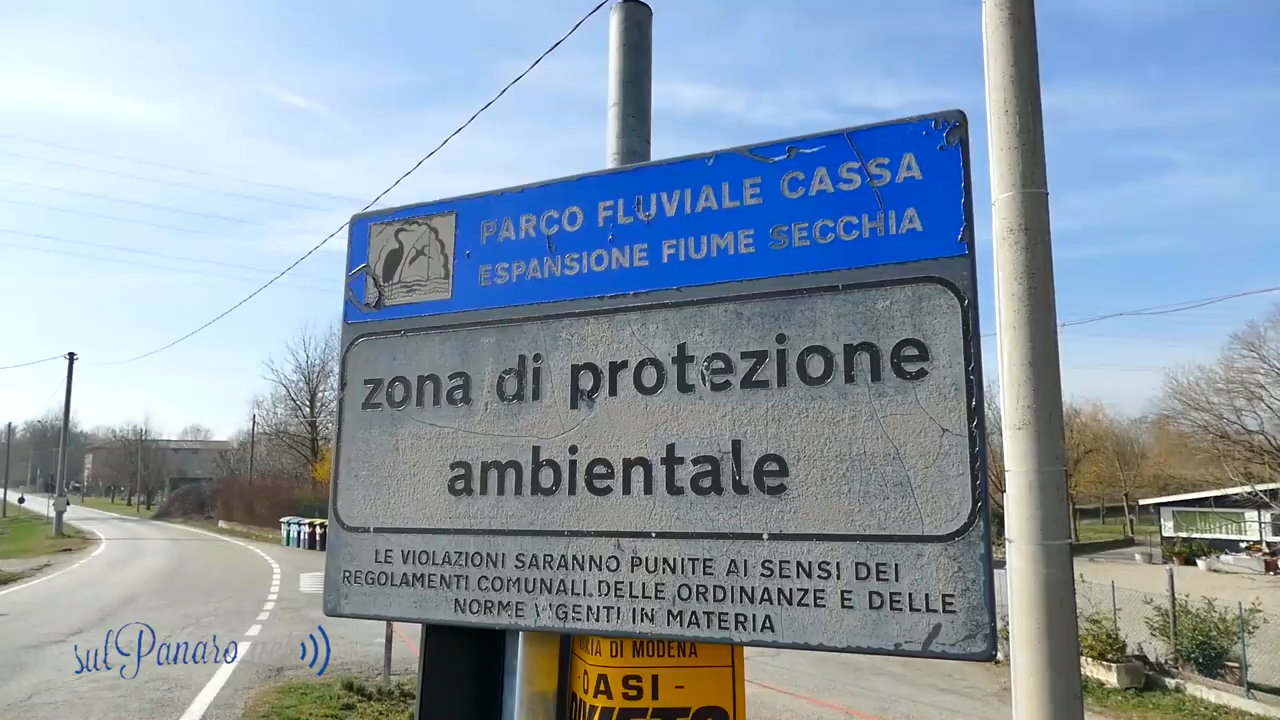 PARCO FLUVIALE CASSA
ESPANSIONE FIUME SECCHIA
zona di protezione
ambientale
LE VIOLAZIONI SARANNO PUNITE AI SENSI DEI
REGOLAMENTI COMUNALI DELLE ORDINANZE E DELLE
NORME VIGENTI IN MATERIA
DI MODENA
OASI -
sulPanaro